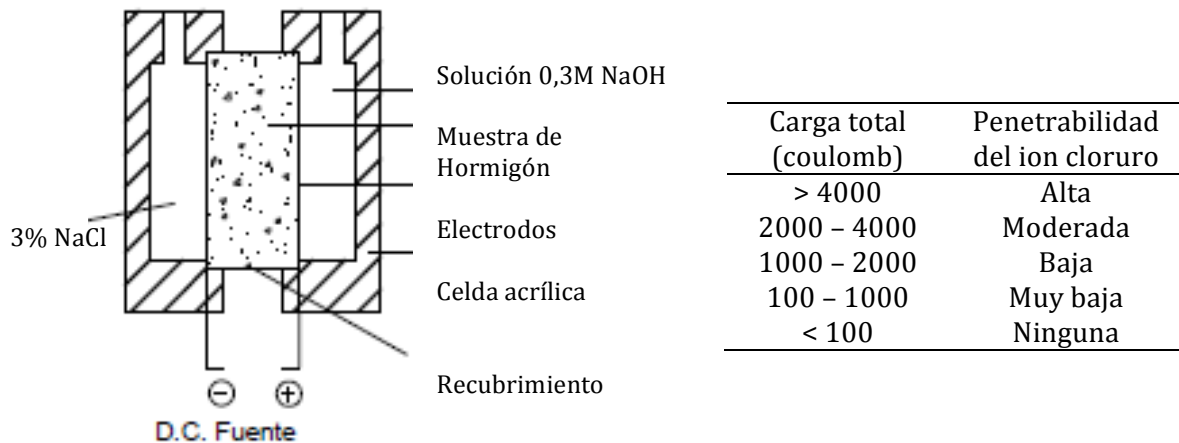 Solución 0,3M NaOH
Muestra de
Hormigón
3% NaCl
Electrodos
Celda acrílica
Recubrimiento
D.C. Fuente
Carga total
(coulomb)
Penetrabilidad
del ion cloruro
> 4000 Alta
2000 – 4000 Moderada
1000 – 2000 Baja
100 – 1000 Muy baja
< 100 Ninguna